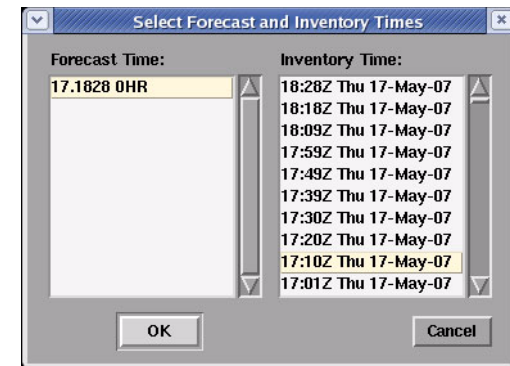 Select Forecast and Inventory Times
Forecast Time:
17.1828 0HR
Inventory Time:
18:28Z Thu 17-May-07
18:18Z Thu 17-May-07
18:09Z Thu 17-May-07
17:59Z Thu 17-May-07
17:49Z Thu 17-May-07
17:39Z Thu 17-May-07
17:30Z Thu 17-May-07
17:20Z Thu 17-May-07
17:10Z Thu 17-May-07
17:01Z Thu 17-May-07
OK
Cancel